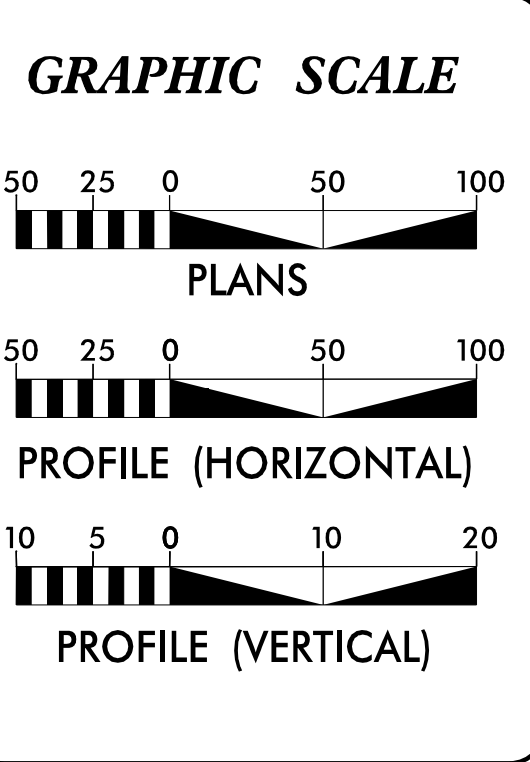 GRAPHIC SCALE
50 25 0 50 100
PLANS
50 25 0 50 100
PROFILE (HORIZONTAL)
10 5 0 10 20
PROFILE (VERTICAL)